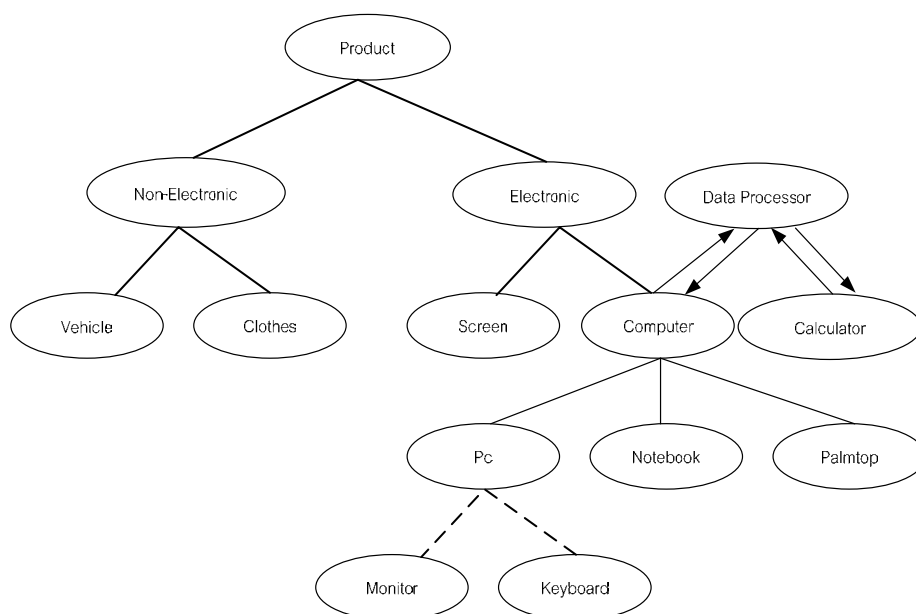 Product
Non-Electronic
Electronic
Data Processor
Vehicle
Clothes
Screen
Computer
Calculator
Pc
Notebook
Palmtop
Monitor
Keyboard